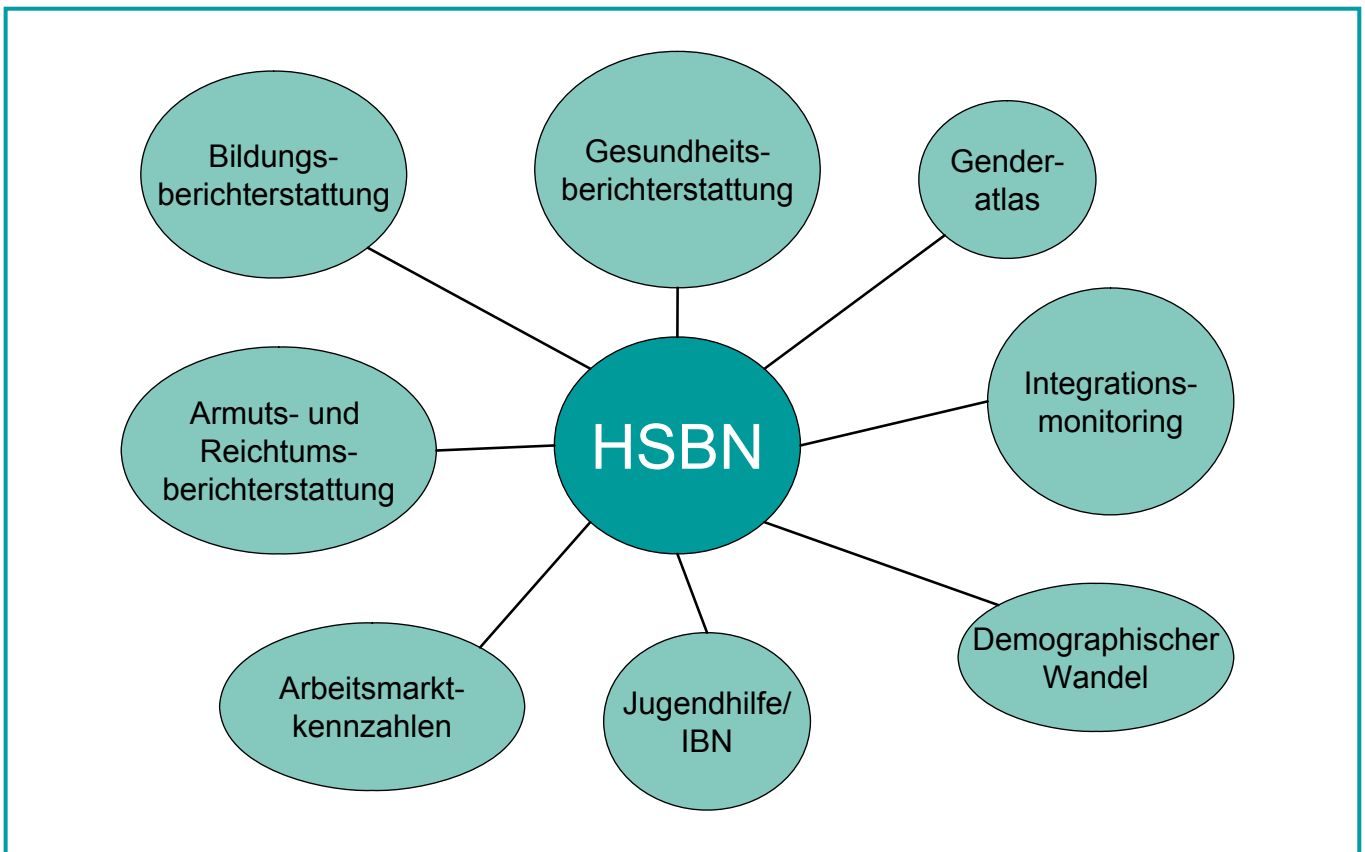 Bildungs-
berichterstattung
Gesundheits-
berichterstattung
Gender-
atlas
Armuts- und
Reichtums-
berichterstattung
HSBN
Integrations-
monitoring
Arbeitsmarkt-
kennzahlen
Jugendhilfe/
IBN
Demographischer
Wandel